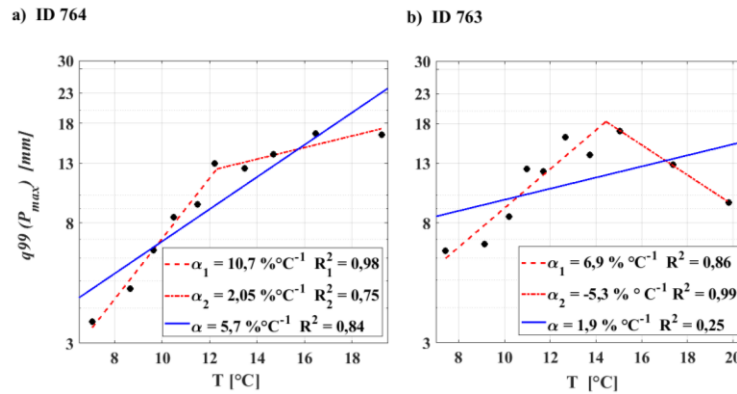 a) ID 764
b) ID 763
q99 (P_max) [mm]
30
23
18
13
8
3
α₁ = 10,7 %°C⁻¹ R₁² = 0,98
α₂ = 2,05 %°C⁻¹ R₂² = 0,75
α = 5,7 %°C⁻¹ R² = 0,84
8 10 12 14 16 18
T [°C]
30
23
18
13
8
3
α₁ = 6,9 % °C⁻¹ R₁² = 0,86
α₂ = -5,3 % ° C⁻¹ R₂² = 0,99
α = 1,9 % °C⁻¹ R² = 0,25
8 10 12 14 16 18 20
T [°C]